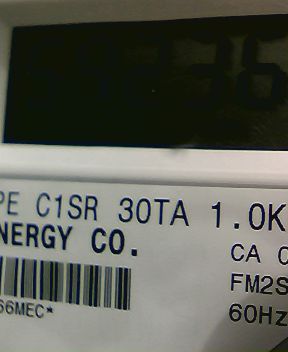 PE C1SR 30TA 1.0K
NERGY CO.
CA
FM2S
60Hz
66MEC*